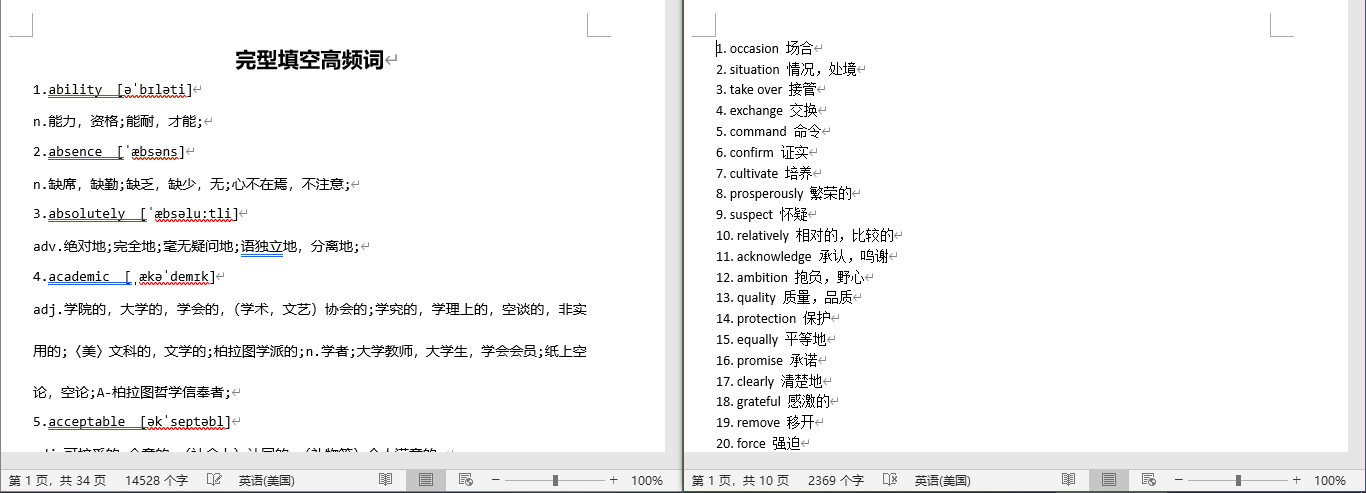 完型填空高频词
1.ability [əˈbɪləti]
n.能力，资格;能耐，才能;
2.absence [ˈæbsəns]
n.缺席，缺勤;缺乏，缺少，无;心不在焉，不注意;
3.absolutely [ˈæbsəlu:tli]
adv.绝对地;完全地;毫无疑问地;语独立地，分离地;
4.academic [ˌækəˈdemɪk]
adj.学院的，大学的，学会的，（学术，文艺）协会的;学究的，学理上的，空谈的，非实
用的;〈美〉文科的，文学的;柏拉图学派的;n.学者;大学教师，大学生，学会会员;纸上空
论，空论;A-柏拉图哲学信奉者;
5.acceptable [əkˈseptəbl]
第 1 页，共 34 页 14528 个字 英语(美国) 100%
1. occasion 场合
2. situation 情况，处境
3. take over 接管
4. exchange 交换
5. command 命令
6. confirm 证实
7. cultivate 培养
8. prosperously 繁荣的
9. suspect 怀疑
10. relatively 相对的，比较的
11. acknowledge 承认，鸣谢
12. ambition 抱负，野心
13. quality 质量，品质
14. protection 保护
15. equally 平等地
16. promise 承诺
17. clearly 清楚地
18. grateful 感激的
19. remove 移开
20. force 强迫
第 1 页，共 10 页 2369 个字 英语(美国) 100%